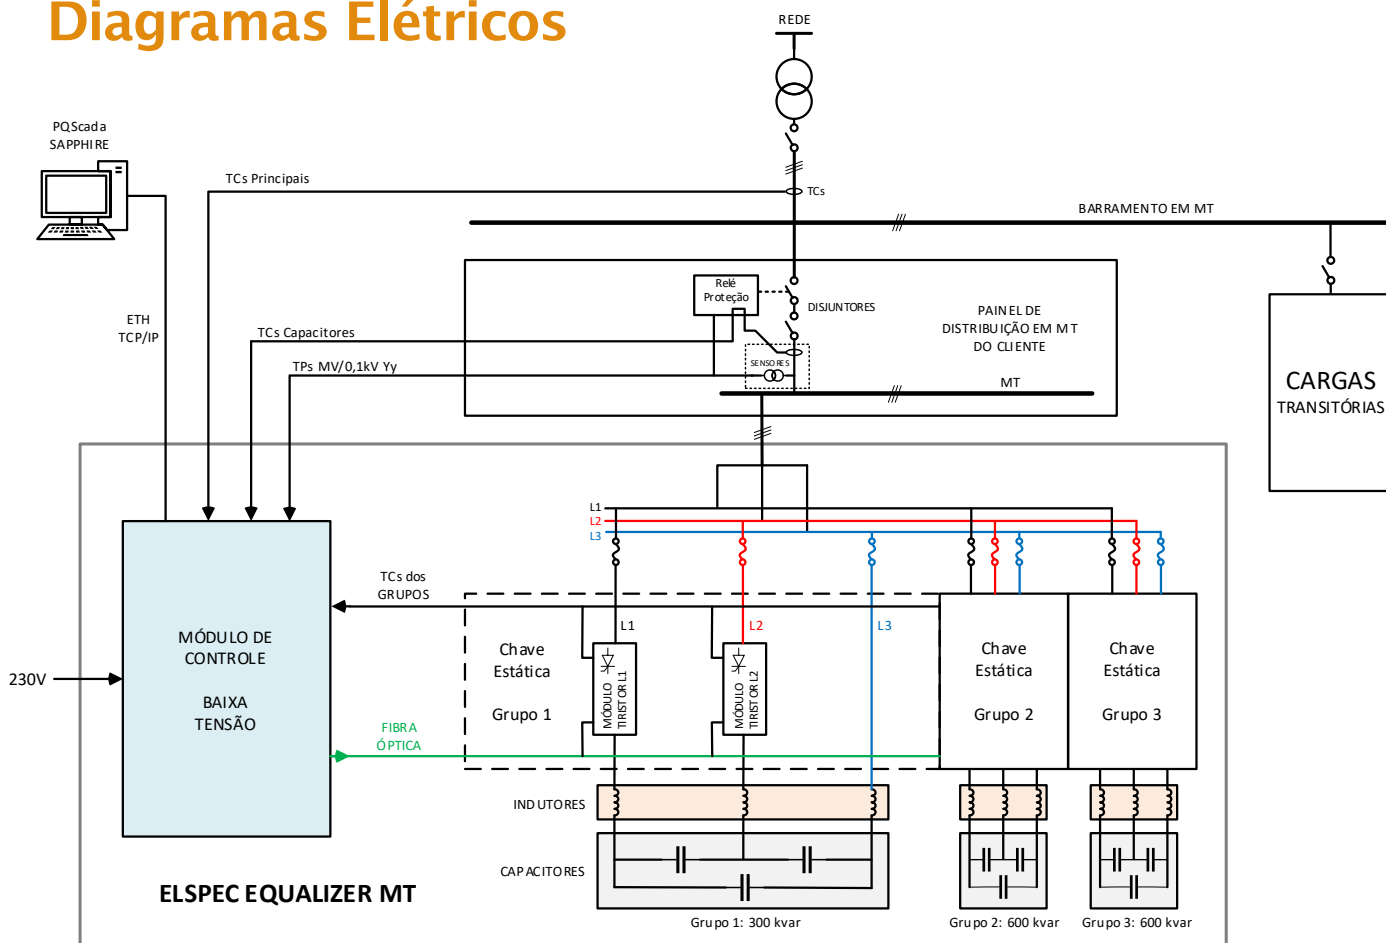 Diagramas Elétricos
REDE
PQScada
SAPPHIRE
TCs Principais
TCs
BARRAMENTO EM MT
Relé
Proteção
DISJUNTORES
PAINEL DE
DISTRIBUIÇÃO EM MT
DO CLIENTE
ETH
TCP/IP
TCs Capacitores
TPs MV/0,1kV Yy
SENSORES
MT
CARGAS
TRANSITÓRIAS
L1
L2
L3
TCs dos
GRUPOS
L1
L2
L3
MÓDULO DE
CONTROLE
BAIXA
TENSÃO
230V
Chave
Estática
Grupo 1
MÓDULO
TIRISTOR L1
MÓDULO
TIRISTOR L2
Chave
Estática
Grupo 2
Chave
Estática
Grupo 3
FIBRA
ÓPTICA
INDUTORES
CAPACITORES
ELSPEC EQUALIZER MT
Grupo 1: 300 kvar
Grupo 2: 600 kvar
Grupo 3: 600 kvar